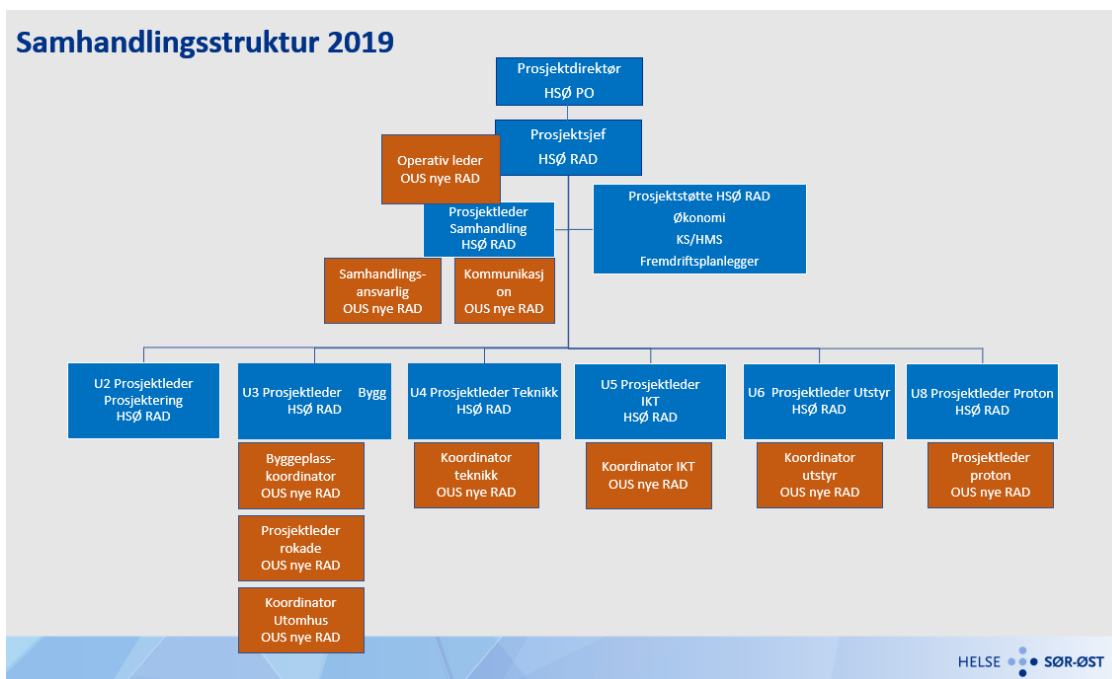 Samhandlingsstruktur 2019
Prosjektdirektør
HSØ PO
Prosjektsjef
HSØ RAD
Operativ leder
OUS nye RAD
Prosjektleder
Samhandling
HSØ RAD
Prosjektstøtte HSØ RAD
Økonomi
KS/HMS
Fremdriftsplanlegger
Samhandlings-
ansvarlig
OUS nye RAD
Kommunikasj
on
OUS nye RAD
U2 Prosjektleder
Prosjektering
HSØ RAD
U3 Prosjektleder Bygg
HSØ RAD
U4 Prosjektleder Teknikk
HSØ RAD
U5 Prosjektleder
IKT
HSØ RAD
U6 Prosjektleder Utstyr
HSØ RAD
U8 Prosjektleder Proton
HSØ RAD
Byggeplass-
koordinator
OUS nye RAD
Koordinator
teknikk
OUS nye RAD
Koordinator IKT
OUS nye RAD
Koordinator
utstyr
OUS nye RAD
Prosjektleder
proton
OUS nye RAD
Prosjektleder
rokade
OUS nye RAD
Koordinator
Utomhus
OUS nye RAD
HELSE SØR-ØST